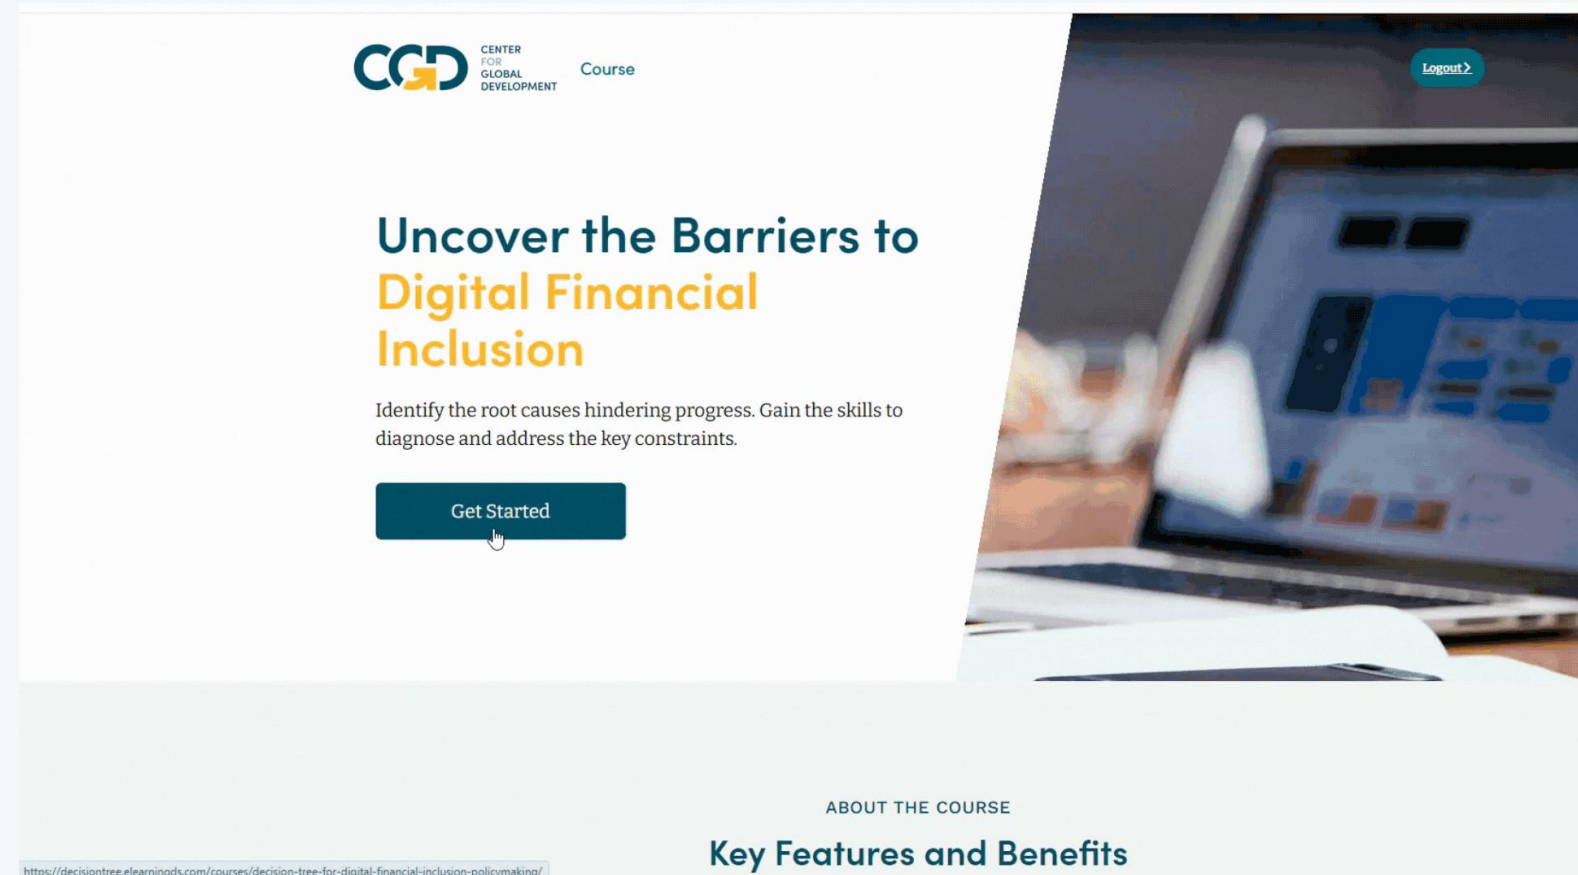 CGD
CENTER
FOR
GLOBAL
DEVELOPMENT
Course
Logout
Uncover the Barriers to
Digital Financial
Inclusion
Identify the root causes hindering progress. Gain the skills to
diagnose and address the key constraints.
Get Started
ABOUT THE COURSE
Key Features and Benefits
https://decisiontree.elearningds.com/courses/decision-tree-for-digital-financial-inclusion-policymaking/